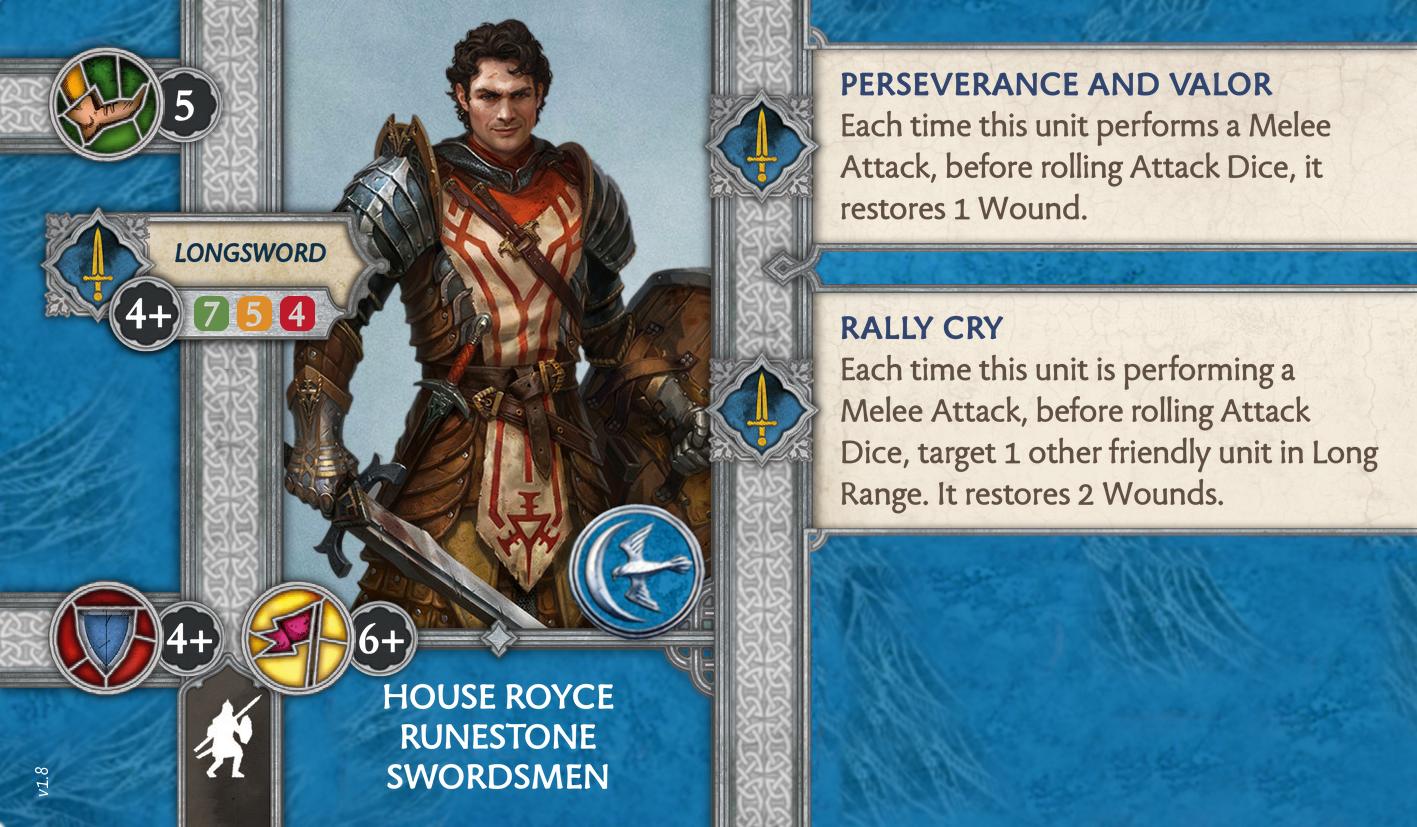 5
LONGSWORD
4+ 7 5 4
4+ 6+
HOUSE ROYCE
RUNESTONE
SWORDSMEN
v1.8
PERSEVERANCE AND VALOR
Each time this unit performs a Melee
Attack, before rolling Attack Dice, it
restores 1 Wound.
RALLY CRY
Each time this unit is performing a
Melee Attack, before rolling Attack
Dice, target 1 other friendly unit in Long
Range. It restores 2 Wounds.